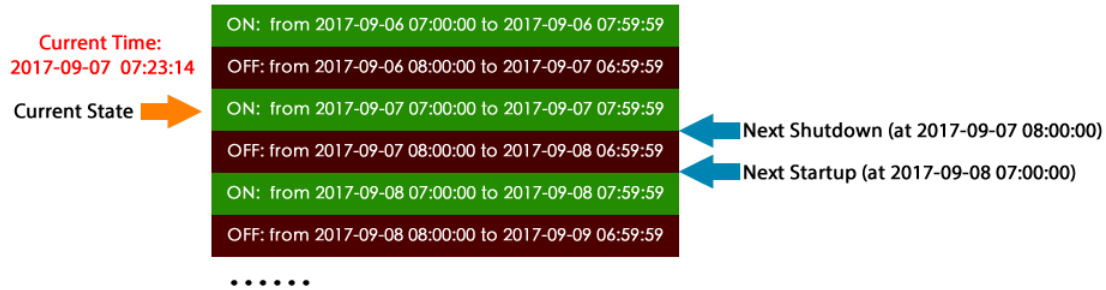 ON:  from 2017-09-06 07:00:00 to 2017-09-06 07:59:59
Current Time:
2017-09-07  07:23:14
OFF: from 2017-09-06 08:00:00 to 2017-09-07 06:59:59
Current State
ON:  from 2017-09-07 07:00:00 to 2017-09-07 07:59:59
Next Shutdown (at 2017-09-07 08:00:00)
OFF: from 2017-09-07 08:00:00 to 2017-09-08 06:59:59
Next Startup (at 2017-09-08 07:00:00)
ON:  from 2017-09-08 07:00:00 to 2017-09-08 07:59:59
OFF: from 2017-09-08 08:00:00 to 2017-09-09 06:59:59
......